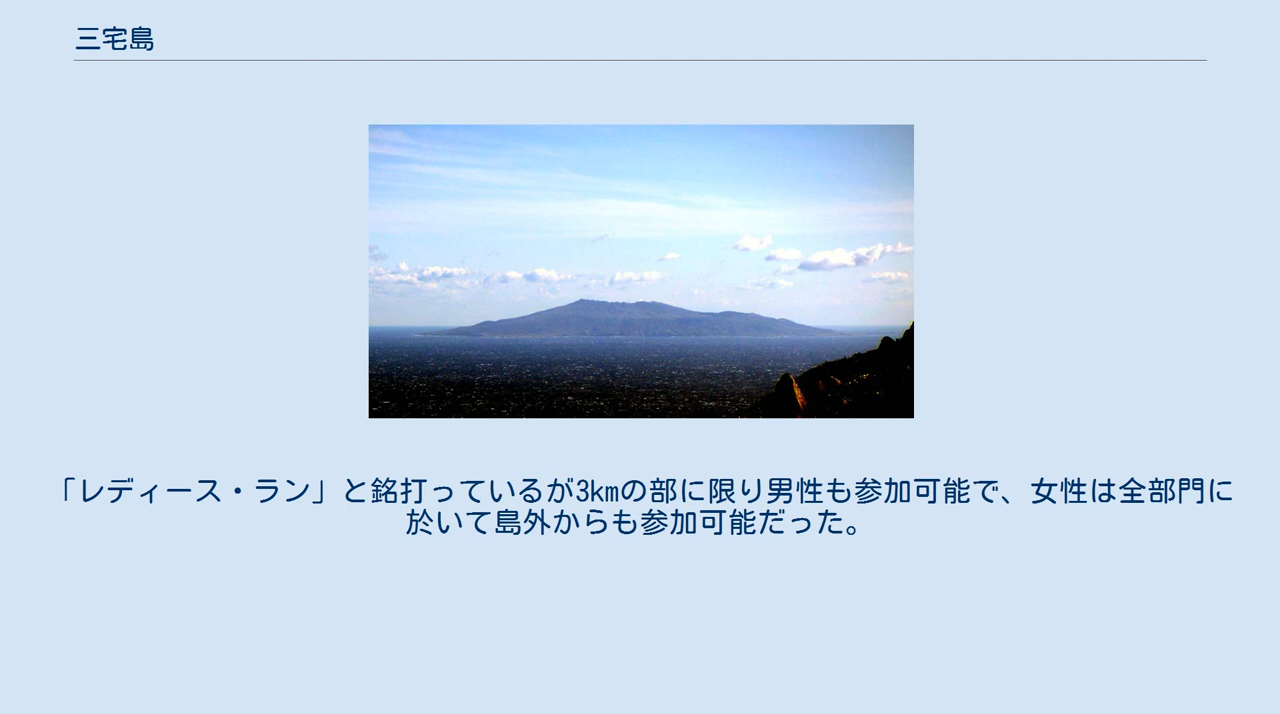 三宅島
「レディース・ラン」と銘打っているが3kmの部に限り男性も参加可能で、女性は全部門に
於いて島外からも参加可能だった。